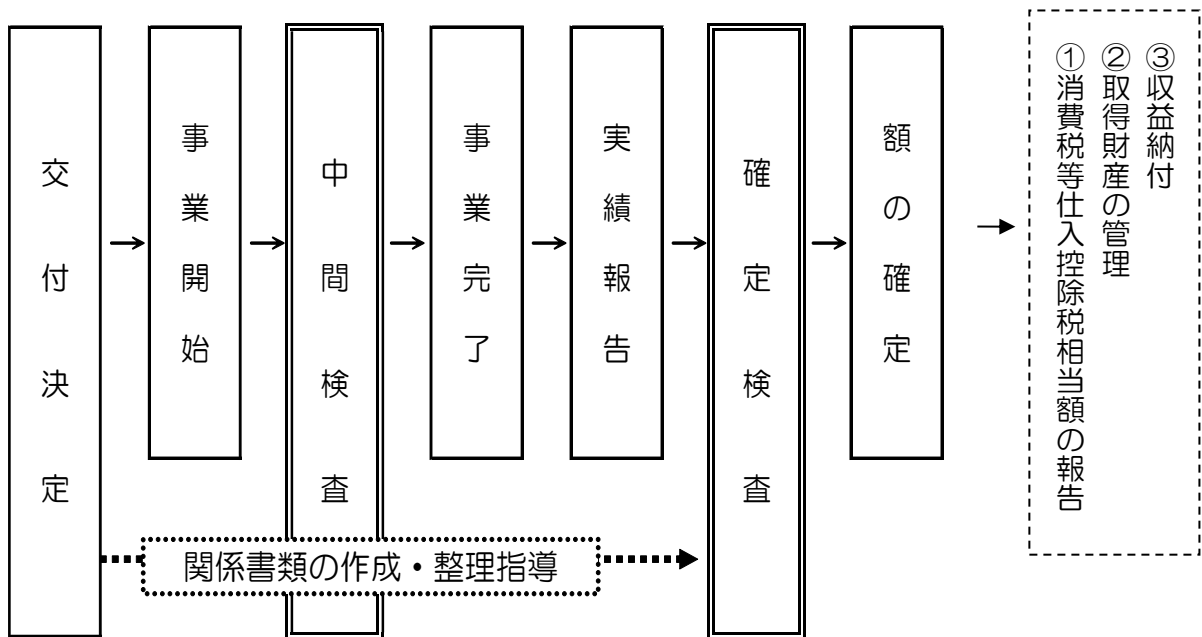 交付決定
事業開始
中間検査
事業完了
実績報告
確定検査
額の確定
①消費税等仕入控除税相当額の報告
②取得財産の管理
③収益納付
関係書類の作成・整理指導